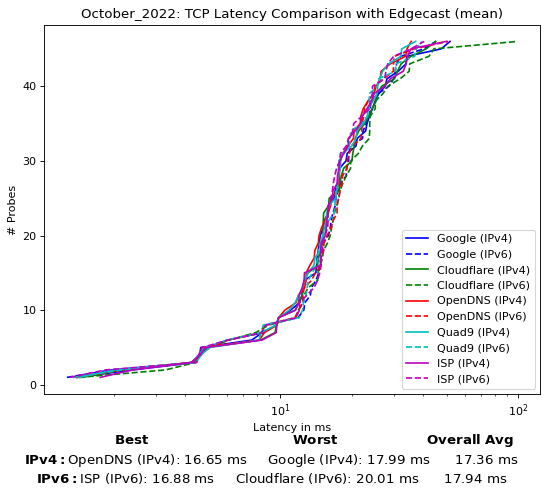 October_2022: TCP Latency Comparison with Edgecast (mean)
# Probes
40
30
20
10
0
Google (IPv4)
Google (IPv6)
Cloudflare (IPv4)
Cloudflare (IPv6)
OpenDNS (IPv4)
OpenDNS (IPv6)
Quad9 (IPv4)
Quad9 (IPv6)
ISP (IPv4)
ISP (IPv6)
10¹ 10²
Latency in ms
Best Worst Overall Avg
IPv4: OpenDNS (IPv4): 16.65 ms Google (IPv4): 17.99 ms 17.36 ms
IPv6: ISP (IPv6): 16.88 ms Cloudflare (IPv6): 20.01 ms 17.94 ms